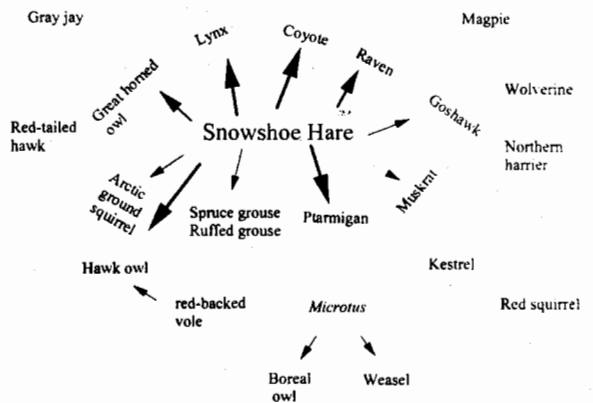 Gray jay
Magpie
Lynx
Coyote
Raven
Great horned
owl
Wolverine
Goshawk
Red-tailed
hawk
Snowshoe Hare
Northern
harrier
Arctic
ground
squirrel
Muskrat
Spruce grouse
Ruffed grouse
Ptarmigan
Hawk owl
Kestrel
red-backed
vole
Microtus
Red squirrel
Boreal
owl
Weasel